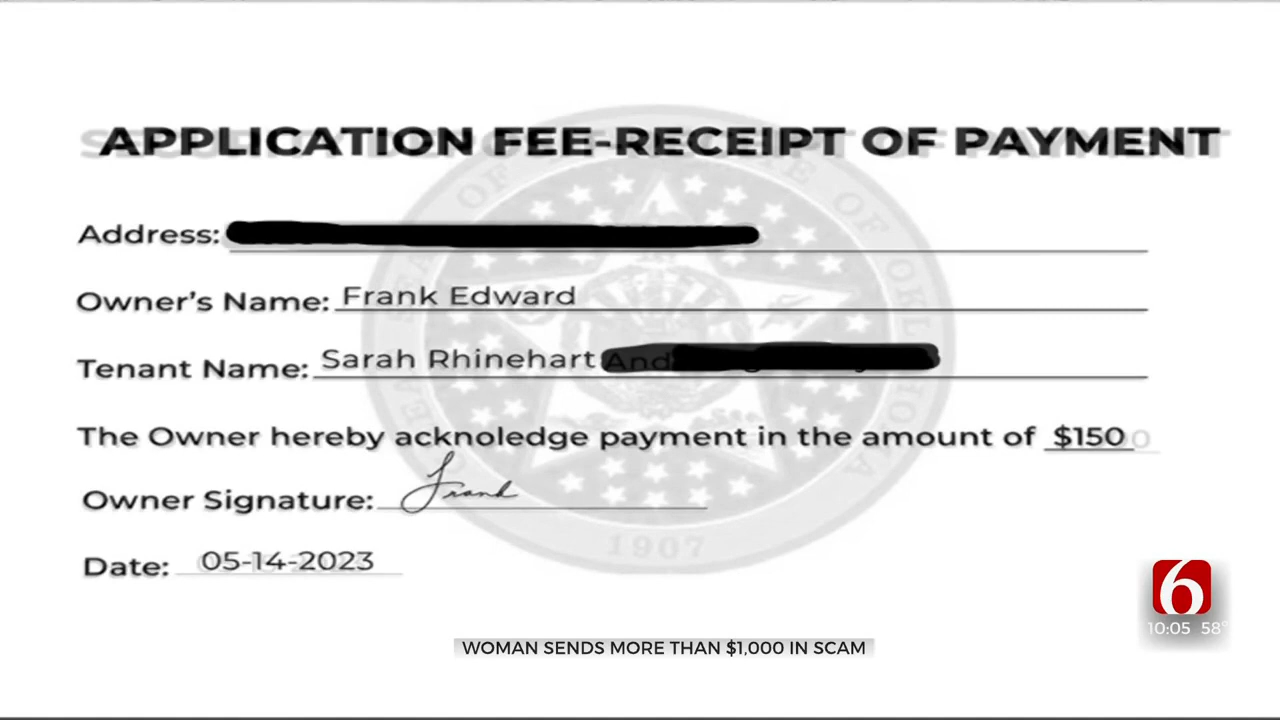 APPLICATION FEE-RECEIPT OF PAYMENT
Address:
Owner's Name: Frank Edward
Tenant Name: Sarah Rhinehart And
The Owner hereby acknoledge payment in the amount of $150
Owner Signature: Frank
Date: 05-14-2023
1907
6
10:05 58°
WOMAN SENDS MORE THAN $1,000 IN SCAM